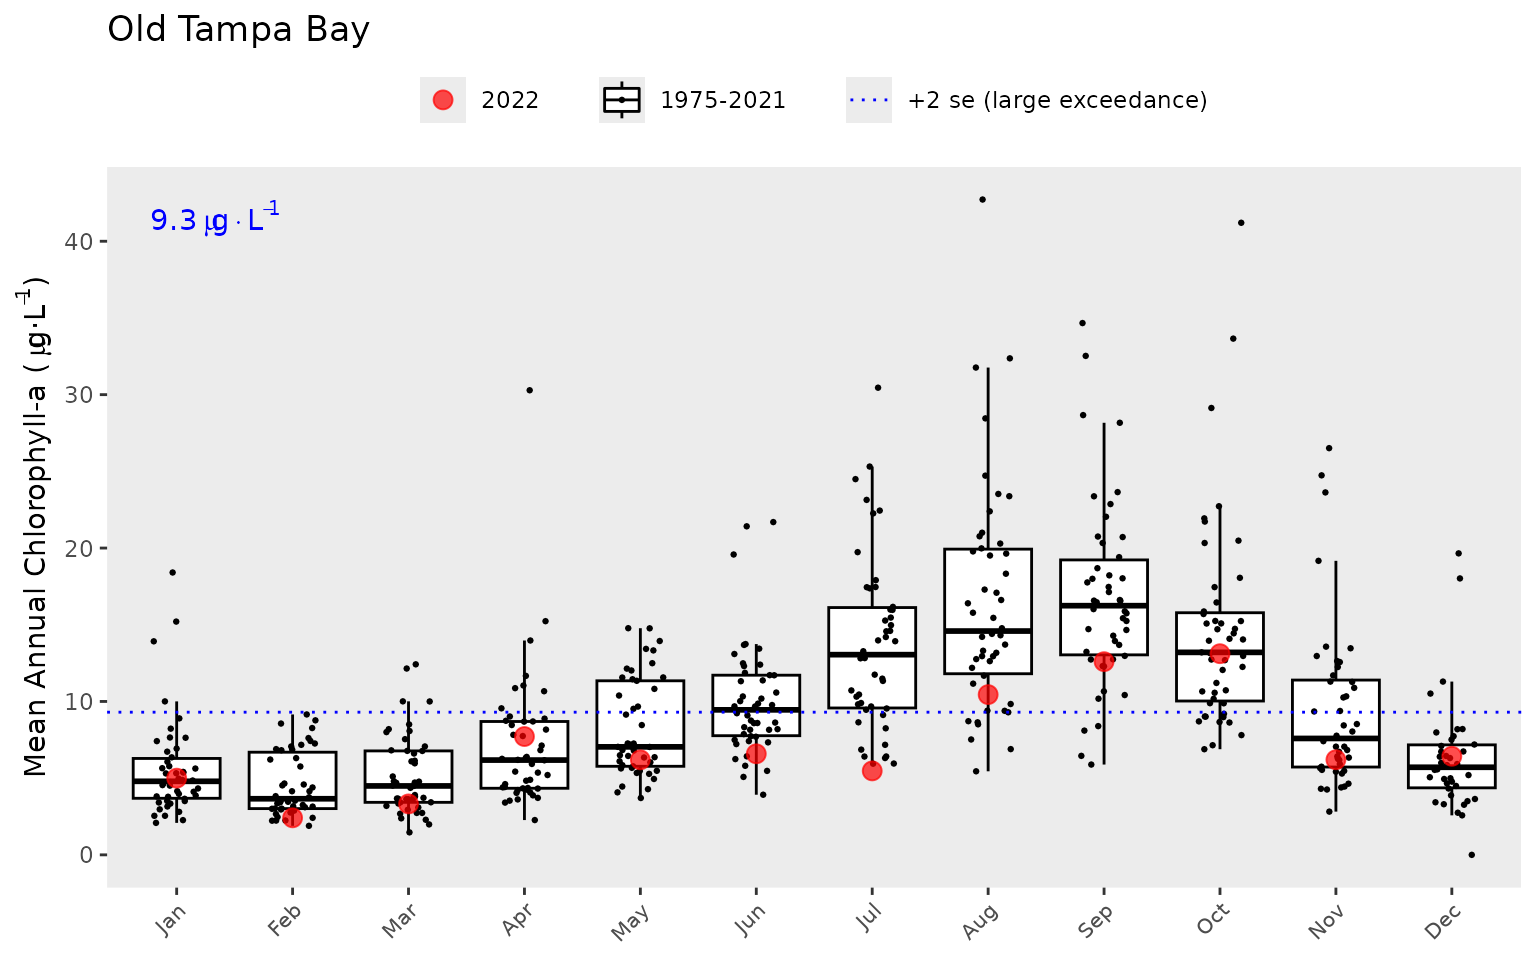 Old Tampa Bay
2022
1975-2021
+2 se (large exceedance)
9.3 μg·L⁻¹
Mean Annual Chlorophyll-a (μg·L⁻¹)
40
30
20
10
0
Jan
Feb
Mar
Apr
May
Jun
Jul
Aug
Sep
Oct
Nov
Dec